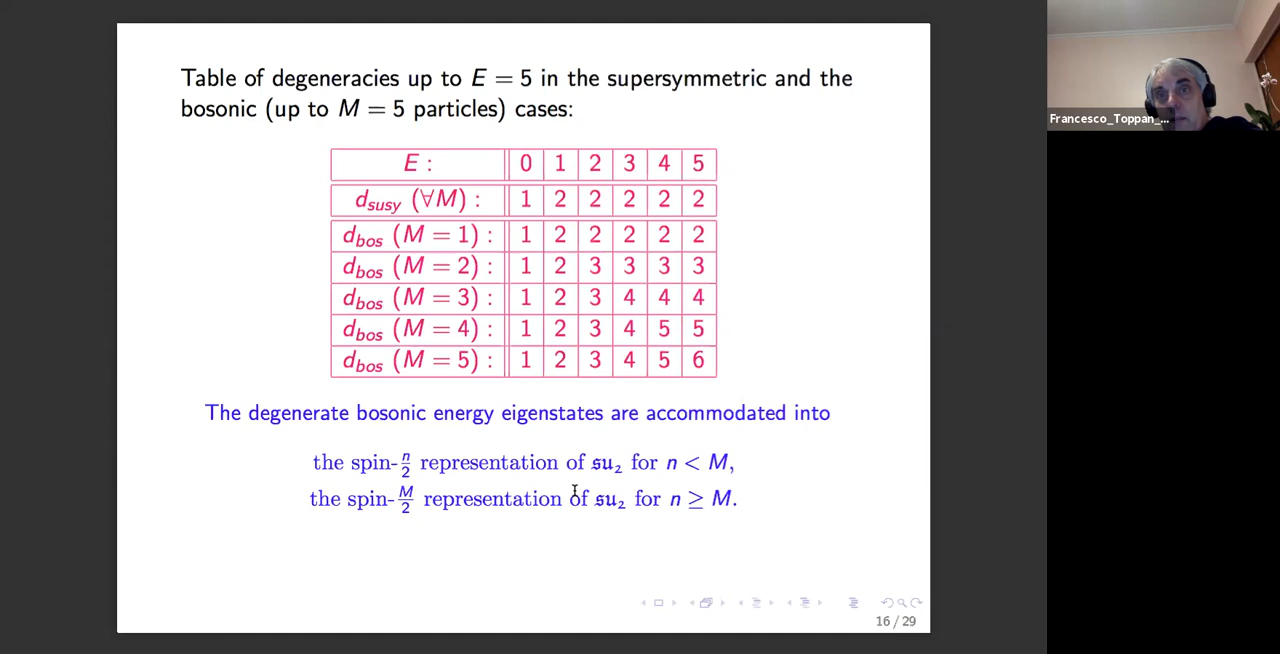 Table of degeneracies up to E = 5 in the supersymmetric and the
bosonic (up to M = 5 particles) cases:
E : 0 1 2 3 4 5
d_susy (∀M) : 1 2 2 2 2 2
d_bos (M = 1) : 1 2 2 2 2 2
d_bos (M = 2) : 1 2 3 3 3 3
d_bos (M = 3) : 1 2 3 4 4 4
d_bos (M = 4) : 1 2 3 4 5 5
d_bos (M = 5) : 1 2 3 4 5 6
The degenerate bosonic energy eigenstates are accommodated into
the spin-n/2 representation of 𝔰𝔲₂ for n < M,
the spin-M/2 representation of 𝔰𝔲₂ for n ≥ M.
16 / 29
Francesco_Toppan_...